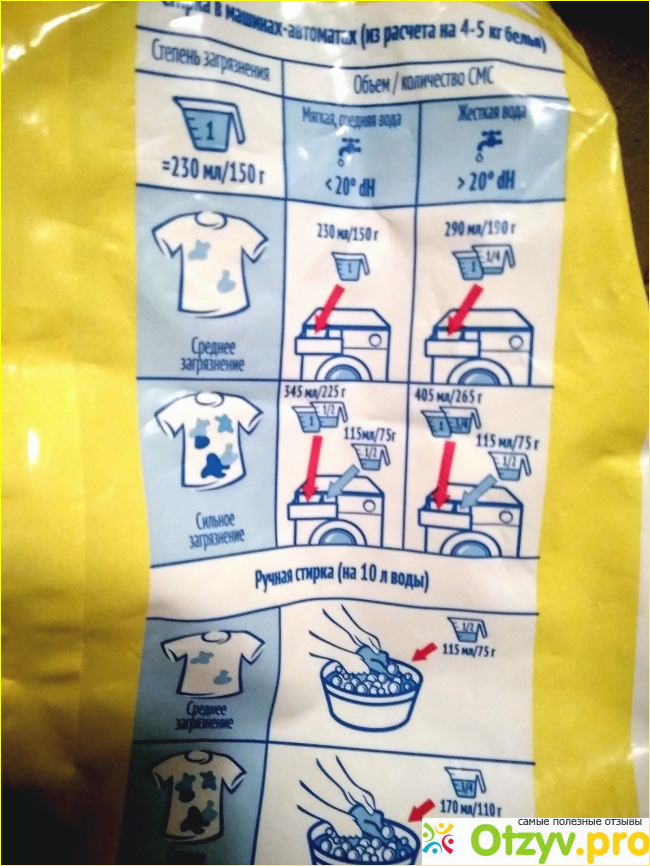 Стирка в машинах-автоматах (из расчета на 4-5 кг белья)
Степень загрязнения
Объем / количество СМС
1
=230 мл/150 г
Мягкая, средняя вода
< 20° dH
Жесткая вода
> 20° dH
Среднее
загрязнение
230 мл/150 г
1
290 мл/190 г
1
1/4
Сильное
загрязнение
345 мл/225 г
1
1/2
115мл/75г
1/2
405 мл/265 г
1
115 мл/75 г
1/2
Ручная стирка (на 10 л воды)
Среднее
загрязнение
1/2
115 мл/75 г
3/4
170 мл/110 г
самые полезные отзывы
Otzyv.pro